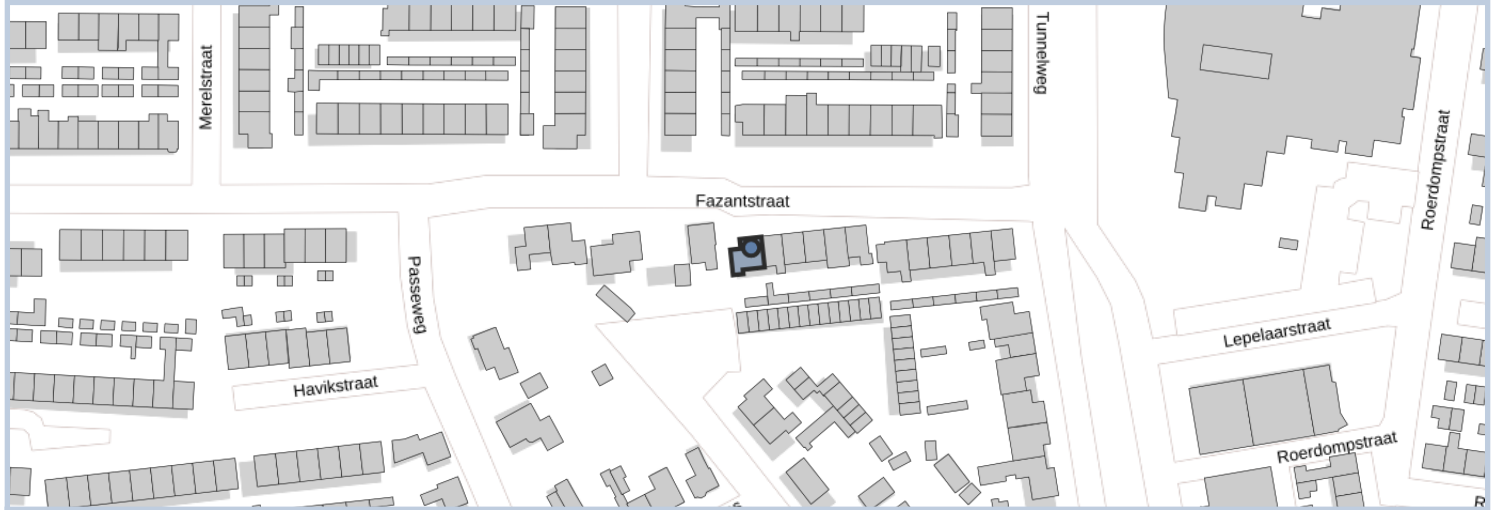 Merelstraat
Tunnelweg
Roerdompstraat
Fazantstraat
Passeweg
Lepelaarstraat
Havikstraat
Roerdompstraat